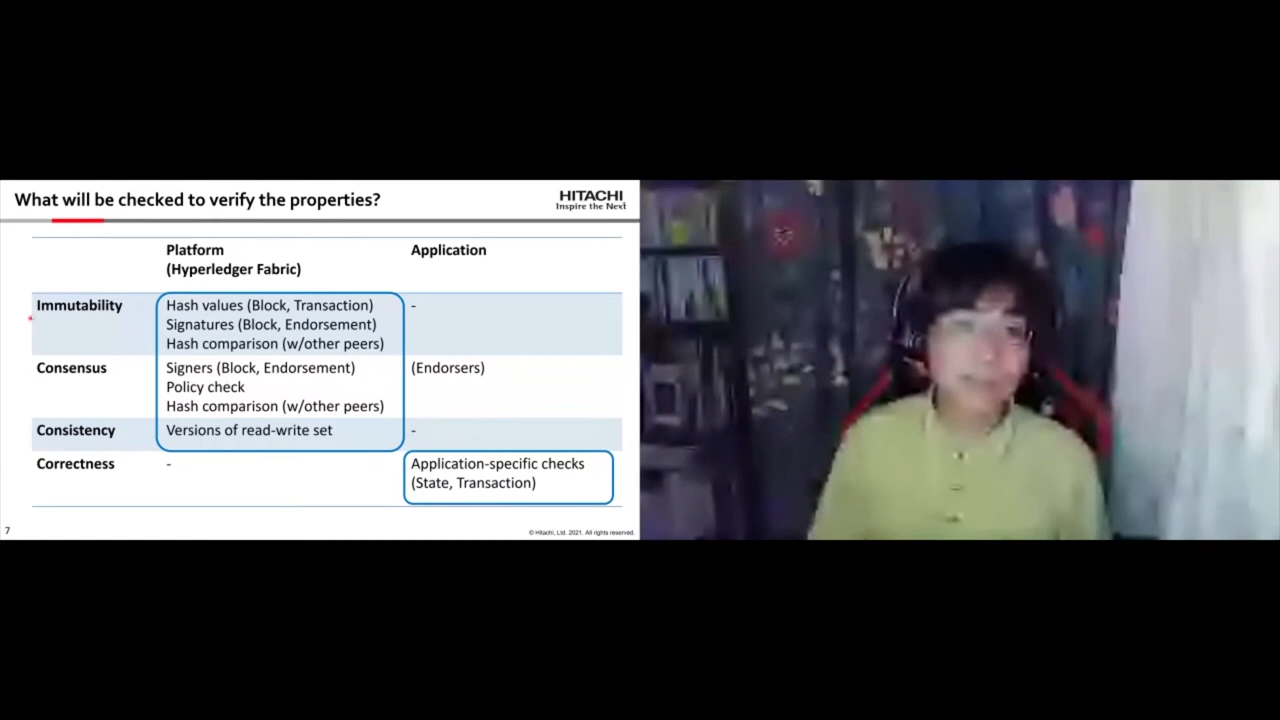 What will be checked to verify the properties?
HITACHI
Inspire the Next
Platform
(Hyperledger Fabric)
Application
Immutability
Hash values (Block, Transaction)
Signatures (Block, Endorsement)
Hash comparison (w/other peers)
-
Consensus
Signers (Block, Endorsement)
Policy check
Hash comparison (w/other peers)
(Endorsers)
Consistency
Versions of read-write set
-
Correctness
-
Application-specific checks
(State, Transaction)
7
© Hitachi, Ltd. 2021. All rights reserved.